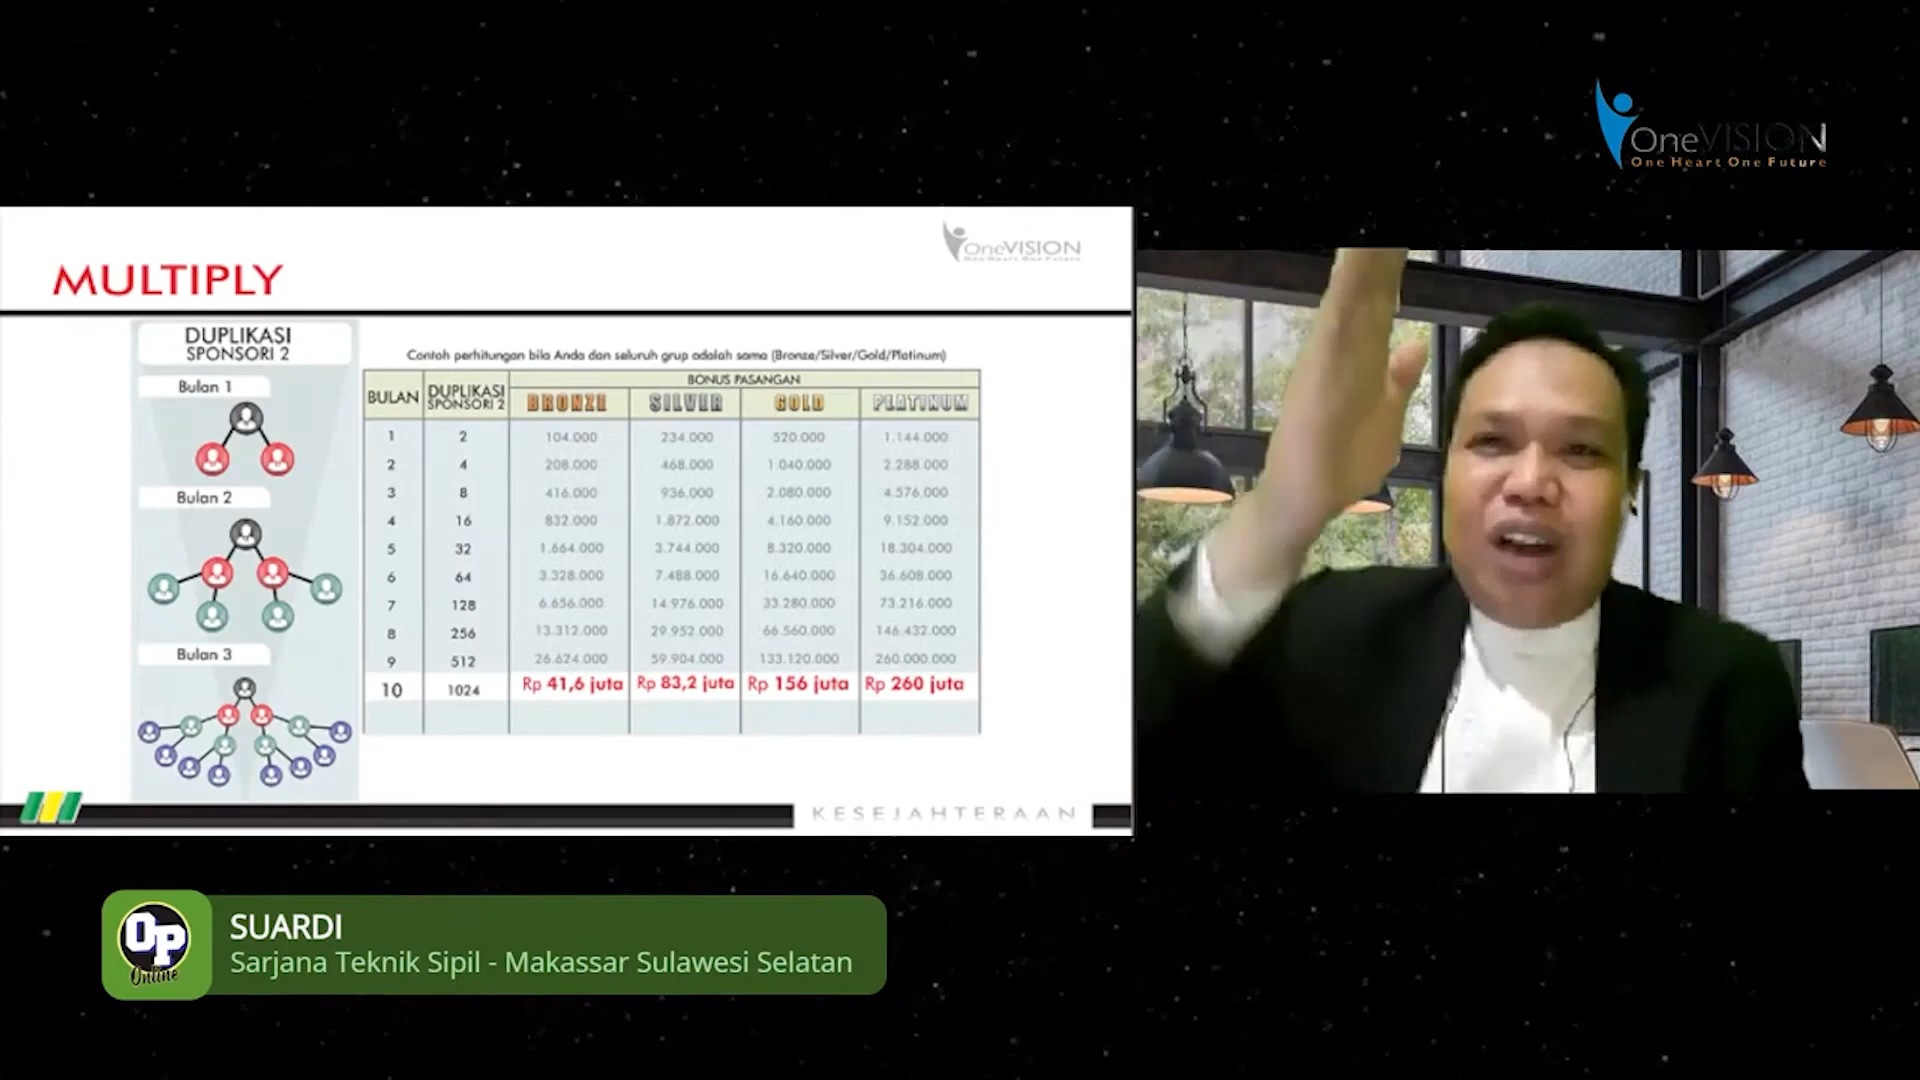 OneVISION
One Heart One Future
OneVISION
One Heart One Future
MULTIPLY
DUPLIKASI
SPONSORI 2
Bulan 1
Bulan 2
Bulan 3
Contoh perhitungan bila Anda dan seluruh grup adalah sama (Bronze/Silver/Gold/Platinum)
BULAN DUPLIKASI SPONSORI 2 BONUS PASANGAN
BRONZE SILVER GOLD PLATINUM
1 2 104.000 234.000 520.000 1.144.000
2 4 208.000 468.000 1.040.000 2.288.000
3 8 416.000 936.000 2.080.000 4.576.000
4 16 832.000 1.872.000 4.160.000 9.152.000
5 32 1.664.000 3.744.000 8.320.000 18.304.000
6 64 3.328.000 7.488.000 16.640.000 36.608.000
7 128 6.656.000 14.976.000 33.280.000 73.216.000
8 256 13.312.000 29.952.000 66.560.000 146.432.000
9 512 26.624.000 59.904.000 133.120.000 260.000.000
10 1024 Rp 41,6 juta Rp 83,2 juta Rp 156 juta Rp 260 juta
KESEJAHTERAAN
Op
Online
SUARDI
Sarjana Teknik Sipil - Makassar Sulawesi Selatan